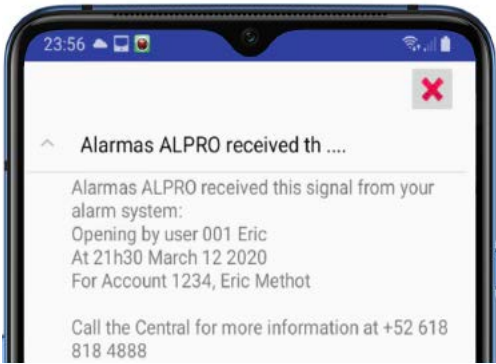 23:56
Alarmas ALPRO received th ....
Alarmas ALPRO received this signal from your
alarm system:
Opening by user 001 Eric
At 21h30 March 12 2020
For Account 1234, Eric Methot
Call the Central for more information at +52 618
818 4888